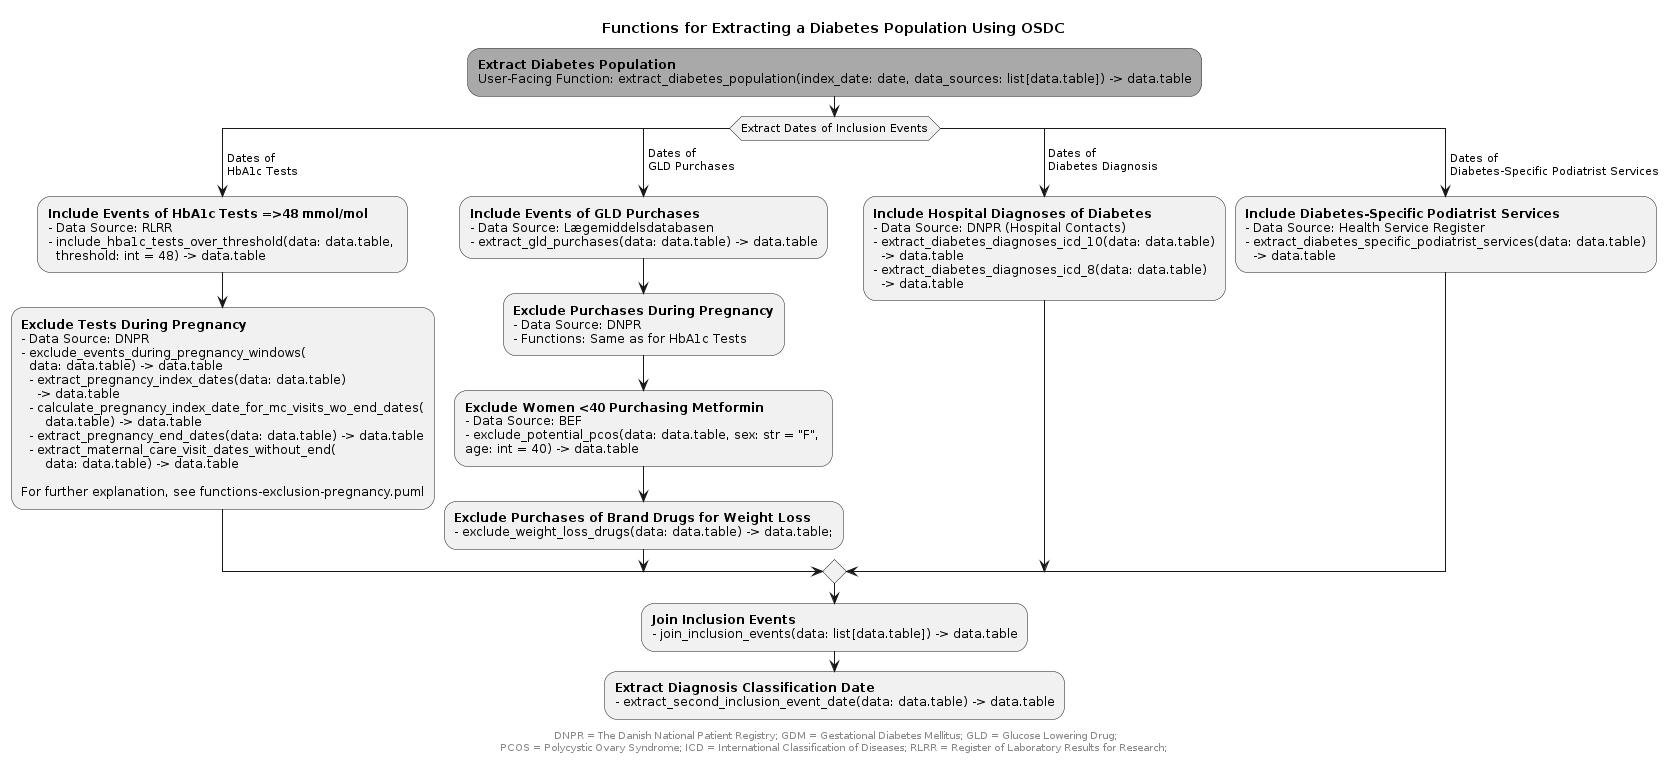 Functions for Extracting a Diabetes Population Using OSDC
Extract Diabetes Population
User-Facing Function: extract_diabetes_population(index_date: date, data_sources: list[data.table]) -> data.table
Extract Dates of Inclusion Events
Dates of
HbA1c Tests
Include Events of HbA1c Tests =>48 mmol/mol
- Data Source: RLRR
- include_hba1c_tests_over_threshold(data: data.table,
threshold: int = 48) -> data.table
Exclude Tests During Pregnancy
- Data Source: DNPR
- exclude_events_during_pregnancy_windows(
data: data.table) -> data.table
- extract_pregnancy_index_dates(data: data.table)
-> data.table
- calculate_pregnancy_index_date_for_mc_visits_wo_end_dates(
data.table) -> data.table
- extract_pregnancy_end_dates(data: data.table) -> data.table
- extract_maternal_care_visit_dates_without_end(
data: data.table) -> data.table
For further explanation, see functions-exclusion-pregnancy.puml
Dates of
GLD Purchases
Include Events of GLD Purchases
- Data Source: Lægemiddelsdatabasen
- extract_gld_purchases(data: data.table) -> data.table
Exclude Purchases During Pregnancy
- Data Source: DNPR
- Functions: Same as for HbA1c Tests
Exclude Women <40 Purchasing Metformin
- Data Source: BEF
- exclude_potential_pcos(data: data.table, sex: str = "F",
age: int = 40) -> data.table
Exclude Purchases of Brand Drugs for Weight Loss
- exclude_weight_loss_drugs(data: data.table) -> data.table;
Dates of
Diabetes Diagnosis
Include Hospital Diagnoses of Diabetes
- Data Source: DNPR (Hospital Contacts)
- extract_diabetes_diagnoses_icd_10(data: data.table)
-> data.table
- extract_diabetes_diagnoses_icd_8(data: data.table)
-> data.table
Dates of
Diabetes-Specific Podiatrist Services
Include Diabetes-Specific Podiatrist Services
- Data Source: Health Service Register
- extract_diabetes_specific_podiatrist_services(data: data.table)
-> data.table
Join Inclusion Events
- join_inclusion_events(data: list[data.table]) -> data.table
Extract Diagnosis Classification Date
- extract_second_inclusion_event_date(data: data.table) -> data.table
DNPR = The Danish National Patient Registry; GDM = Gestational Diabetes Mellitus; GLD = Glucose Lowering Drug;
PCOS = Polycystic Ovary Syndrome; ICD = International Classification of Diseases; RLRR = Register of Laboratory Results for Research;